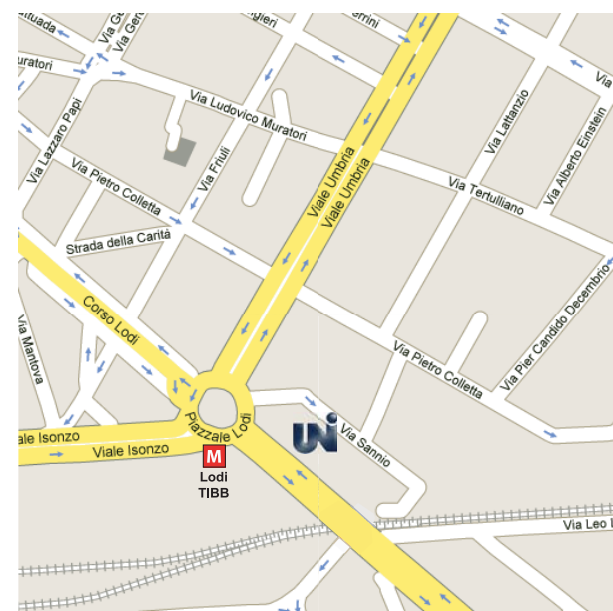 Via Ludovico Muratori
Via Lazzaro Papi
Via Friuli
Via Pietro Colletta
Strada della Carità
Viale Umbria
Viale Umbria
Via Lattanzio
Via Alberto Einstein
Via Tertulliano
Corso Lodi
Via Mantova
Via Pier Candido Decembrio
Via Pietro Colletta
Piazzale Lodi
Viale Isonzo
UNI
Via Sannio
M
Lodi
TIBB
Via Leo